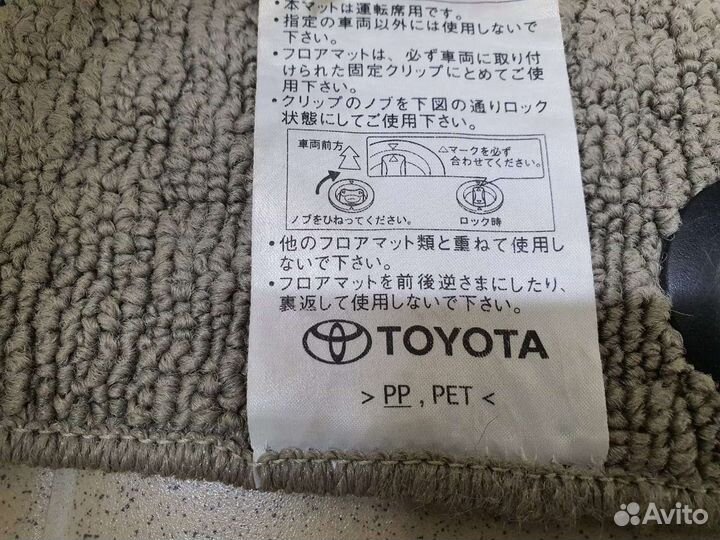 ・本マットは運転席用です。
・指定の車両以外には使用しないで
下さい。
・フロアマットは、必ず車両に取り付
けられた固定クリップにとめてご使
用下さい。
・クリップのノブを下図の通りロック
状態にしてご使用下さい。
車両前方
△マークを必ず
合わせてください。
ノブをひねってください。
ロック時
・他のフロアマット類と重ねて使用し
ないで下さい。
・フロアマットを前後逆さまにしたり、
裏返して使用しないで下さい。
TOYOTA
> PP , PET <
Avito